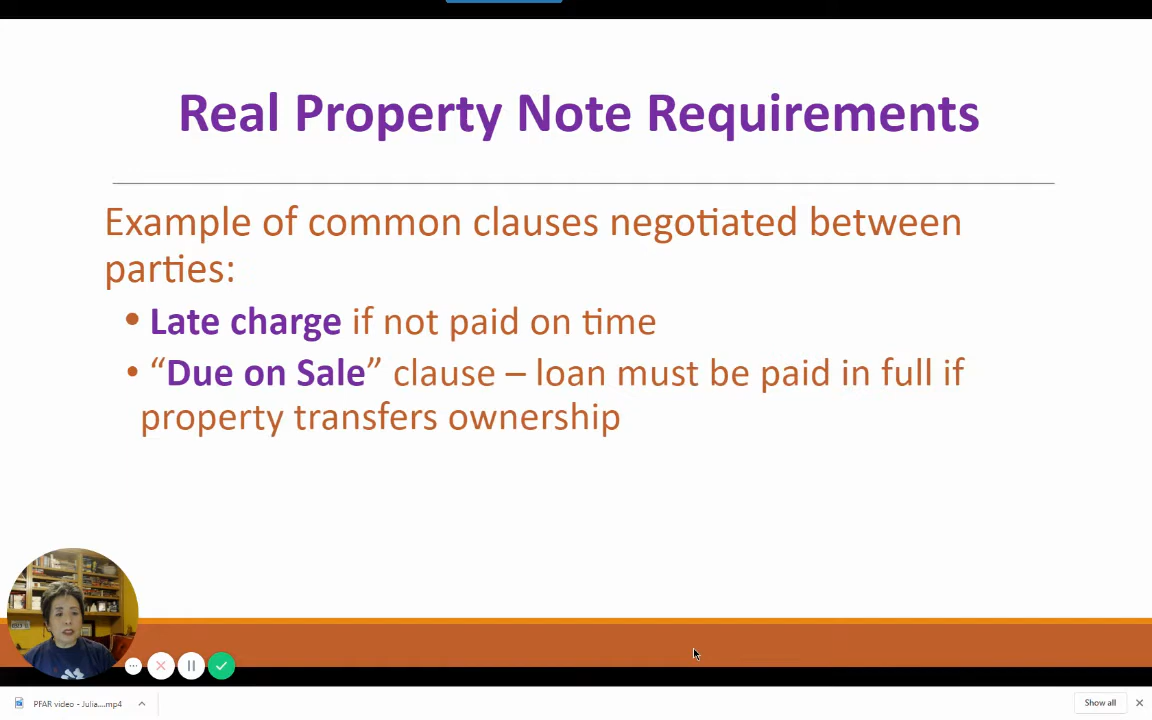 Real Property Note Requirements
Example of common clauses negotiated between
parties:
• Late charge if not paid on time
• “Due on Sale” clause – loan must be paid in full if
property transfers ownership
PFAR video - Julia....mp4
Show all